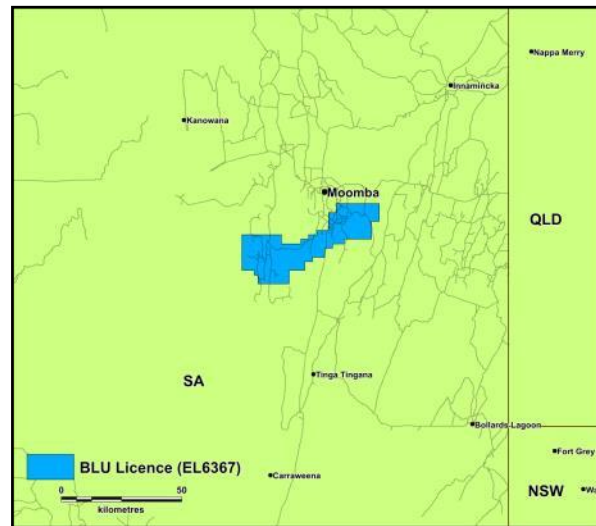 Nappa Merry
Innamincka
Kanowana
Moomba
QLD
Tinga Tingana
SA
Bollards Lagoon
BLU Licence (EL6367)
Fort Grey
Carraweena
0 50
NSW
kilometres